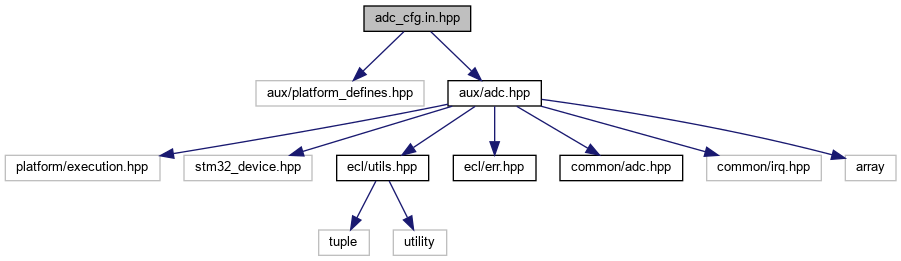 adc_cfg.in.hpp
aux/platform_defines.hpp
aux/adc.hpp
platform/execution.hpp
stm32_device.hpp
ecl/utils.hpp
ecl/err.hpp
common/adc.hpp
common/irq.hpp
array
tuple
utility